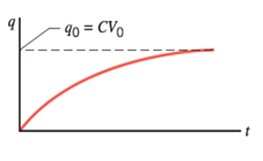 q
q₀ = CV₀
t